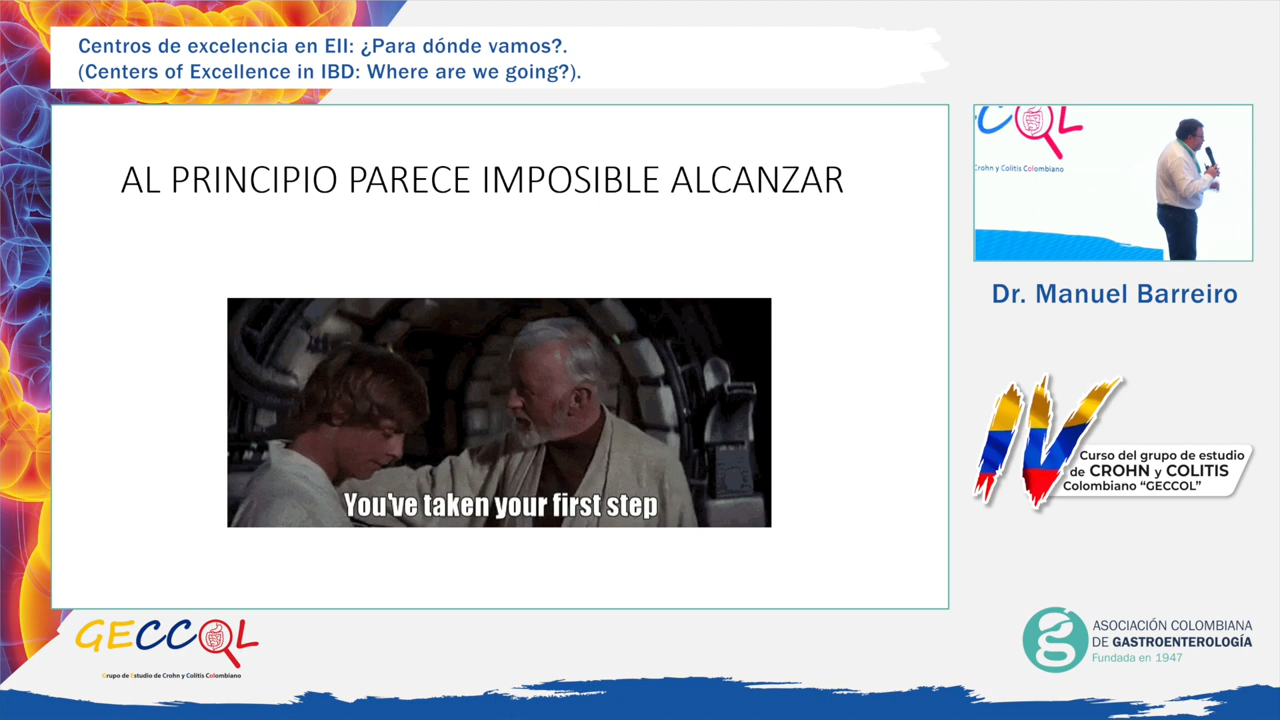 Centros de excelencia en EII: ¿Para dónde vamos?.
(Centers of Excellence in IBD: Where are we going?).
AL PRINCIPIO PARECE IMPOSIBLE ALCANZAR
You've taken your first step
CCOL
Crohn y Colitis Colombiano
Dr. Manuel Barreiro
IV
Curso del grupo de estudio
de CROHN y COLITIS
Colombiano “GECCOL”
GECCOL
Grupo de Estudio de Crohn y Colitis Colombiano
ASOCIACIÓN COLOMBIANA
DE GASTROENTEROLOGÍA
Fundada en 1947